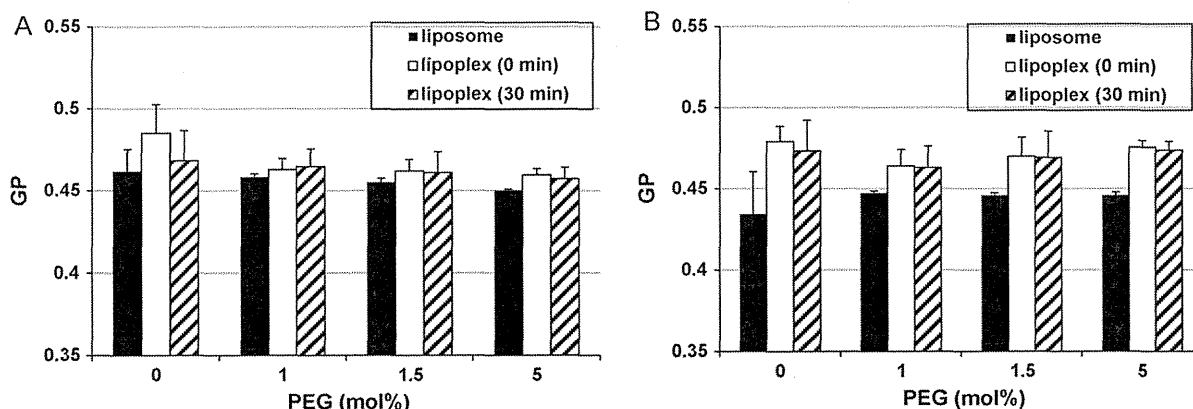 A
0.55
0.5
0.45
0.4
0.35
GP
liposome
lipoplex (0 min)
lipoplex (30 min)
0 1 1.5 5
PEG (mol%)
B
0.55
0.5
0.45
0.4
0.35
GP
liposome
lipoplex (0 min)
lipoplex (30 min)
0 1 1.5 5
PEG (mol%)